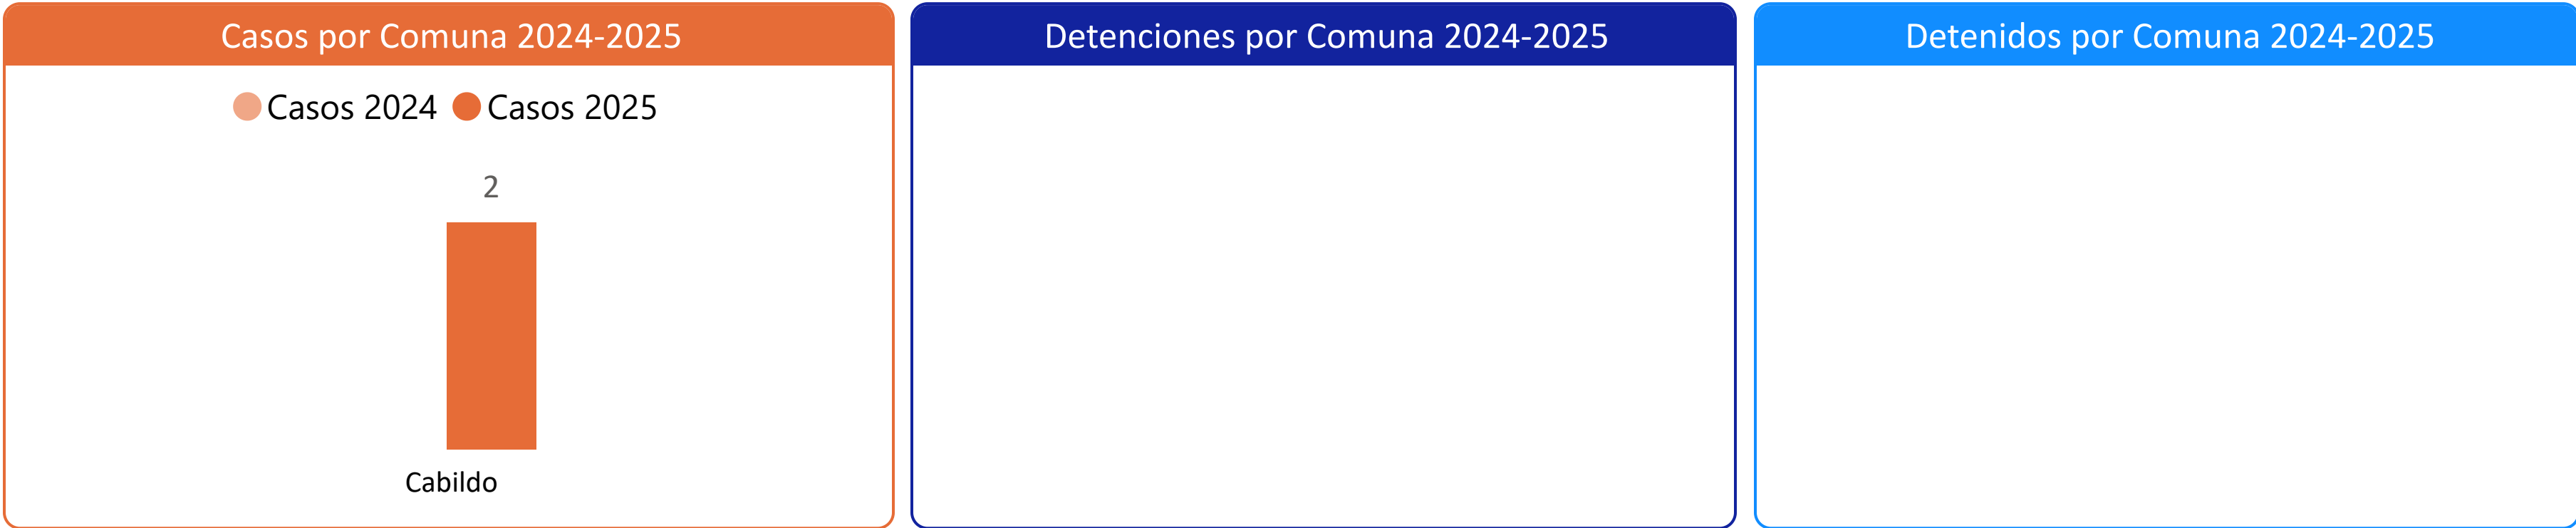 Casos por Comuna 2024-2025
Casos 2024 Casos 2025
2
Cabildo
Detenciones por Comuna 2024-2025
Detenidos por Comuna 2024-2025